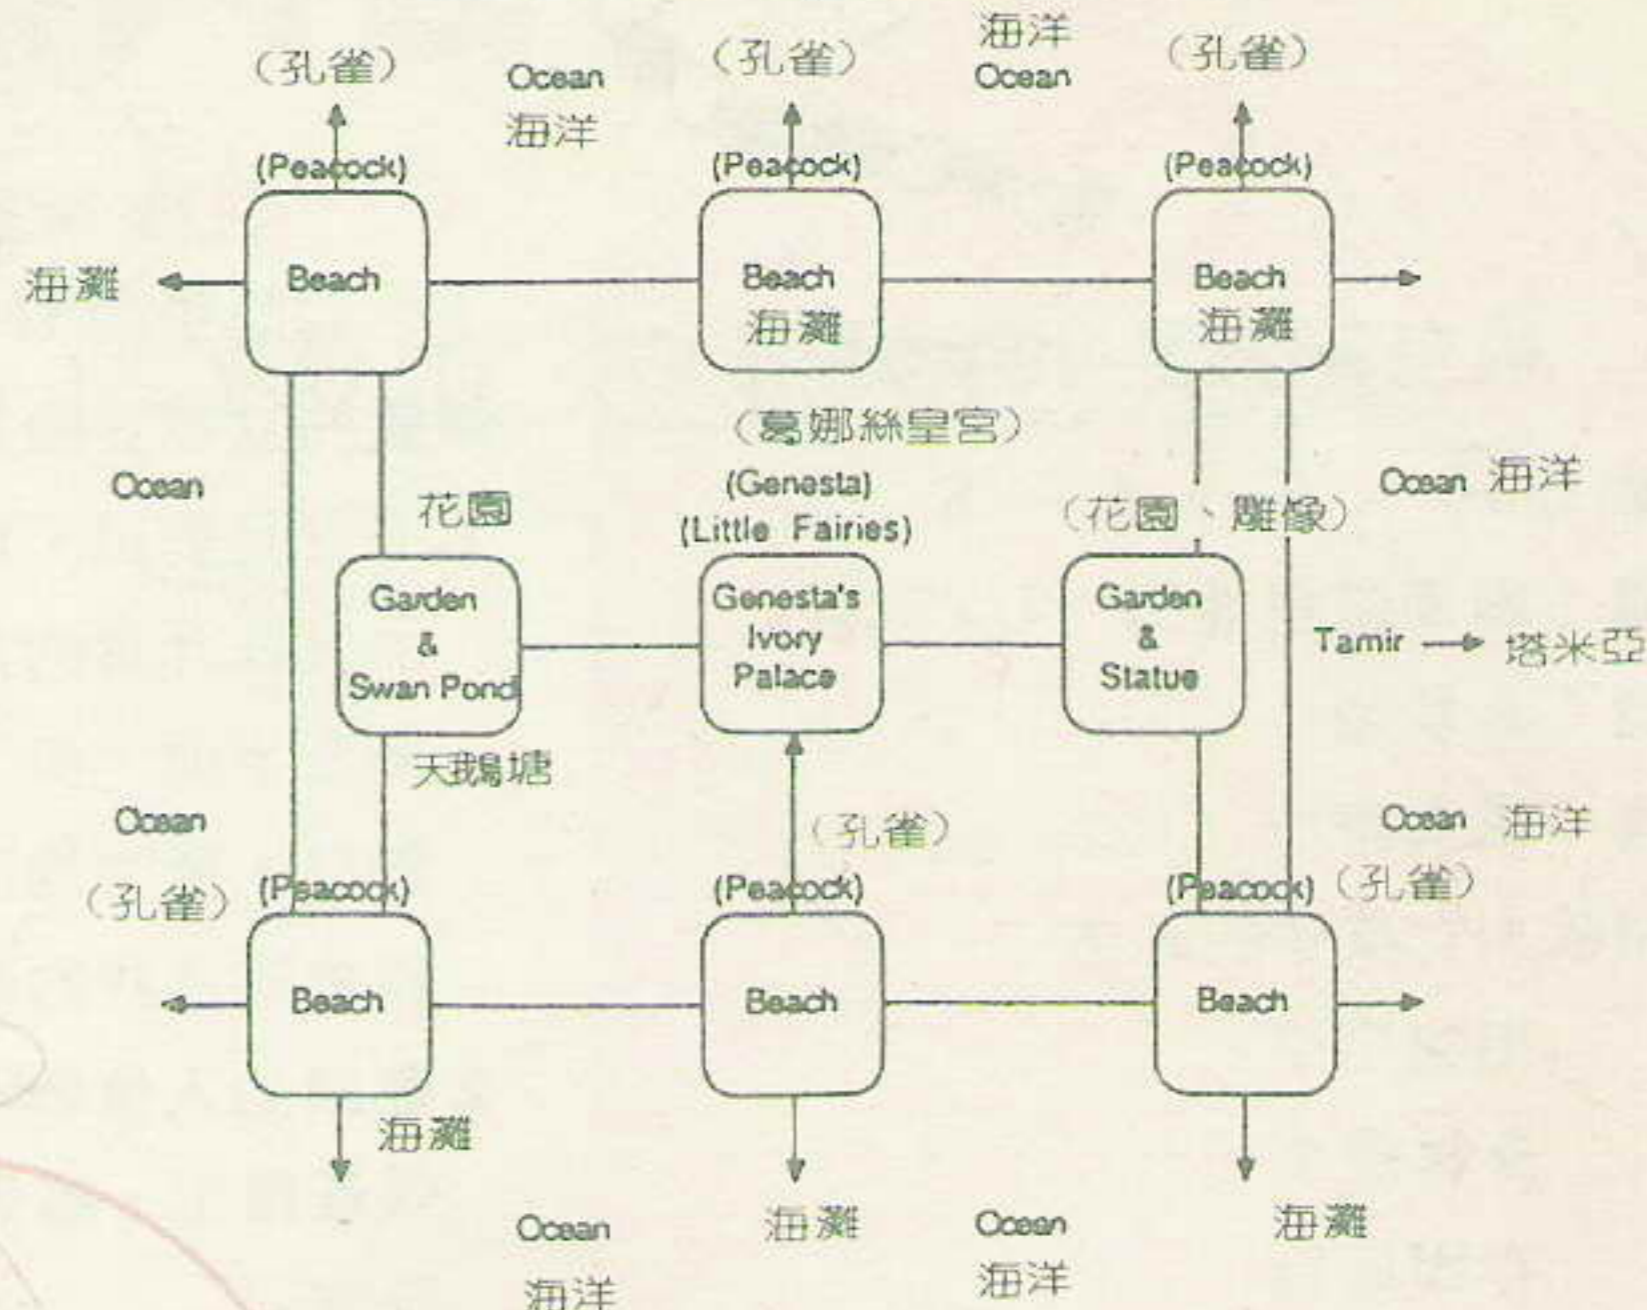 海洋
(孔雀)
Ocean
海洋
(孔雀)
Ocean
(孔雀)
(Peacock)
(Peacock)
(Peacock)
海灘
Beach
Beach
海灘
Beach
海灘
(葛娜絲皇宮)
Ocean
花園
(Genesta)
(Little Fairies)
(花園、雕像)
Ocean 海洋
Garden
&
Swan Pond
Genesta's
Ivory
Palace
Garden
&
Statue
Tamir
塔米亞
天鵝塘
Ocean
(孔雀)
Ocean 海洋
(孔雀)
(Peacock)
(Peacock)
(Peacock)
(孔雀)
Beach
Beach
Beach
海灘
Ocean
海洋
海灘
Ocean
海洋
海灘